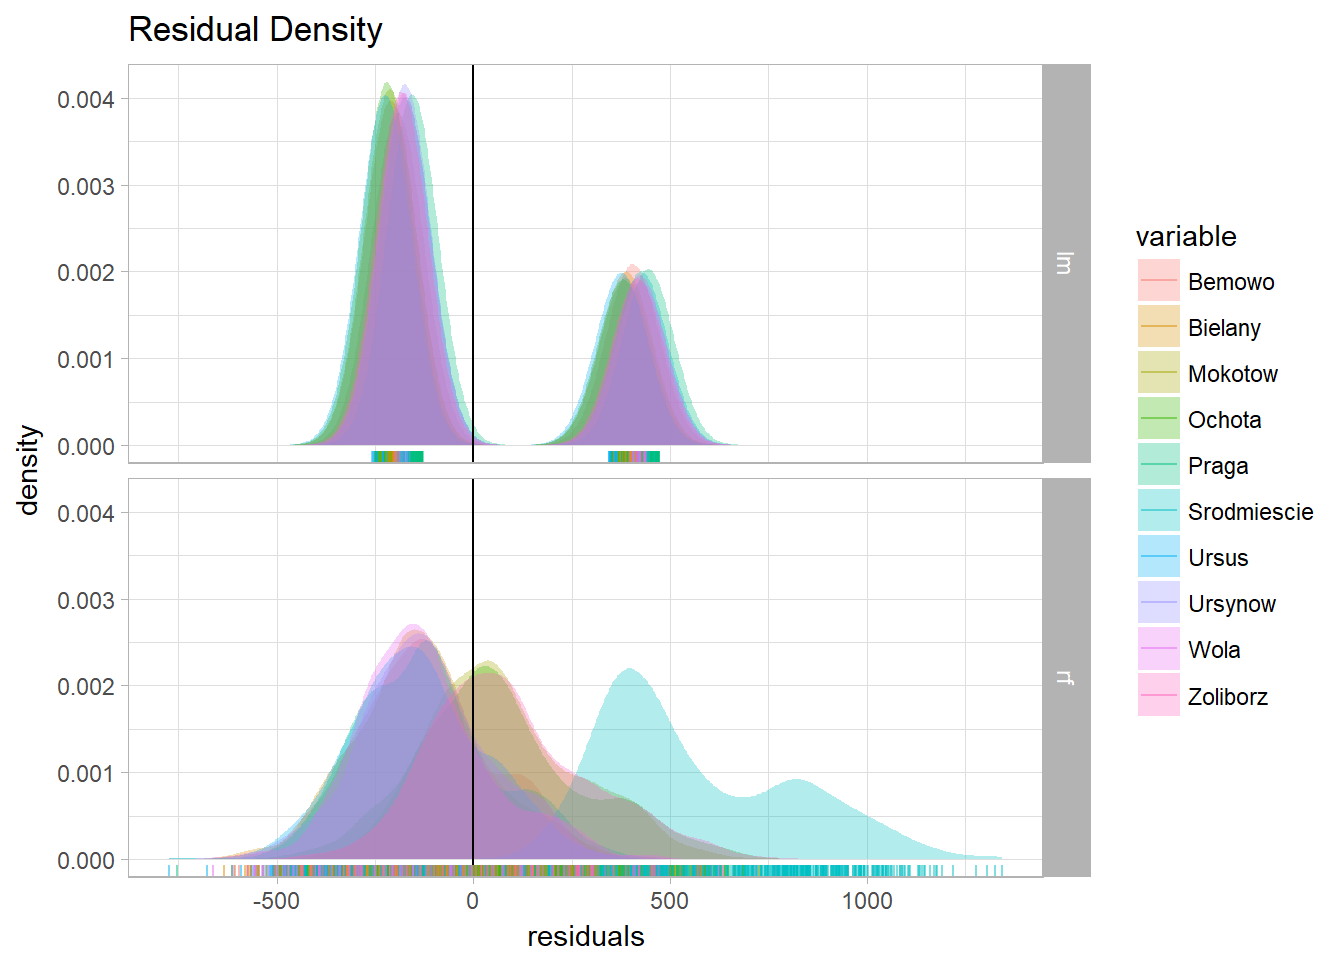 Residual Density
density
0.004
0.003
0.002
0.001
0.000
lm
0.004
0.003
0.002
0.001
0.000
rf
-500 0 500 1000
residuals
variable
Bemowo
Bielany
Mokotow
Ochota
Praga
Srodmiescie
Ursus
Ursynow
Wola
Zoliborz